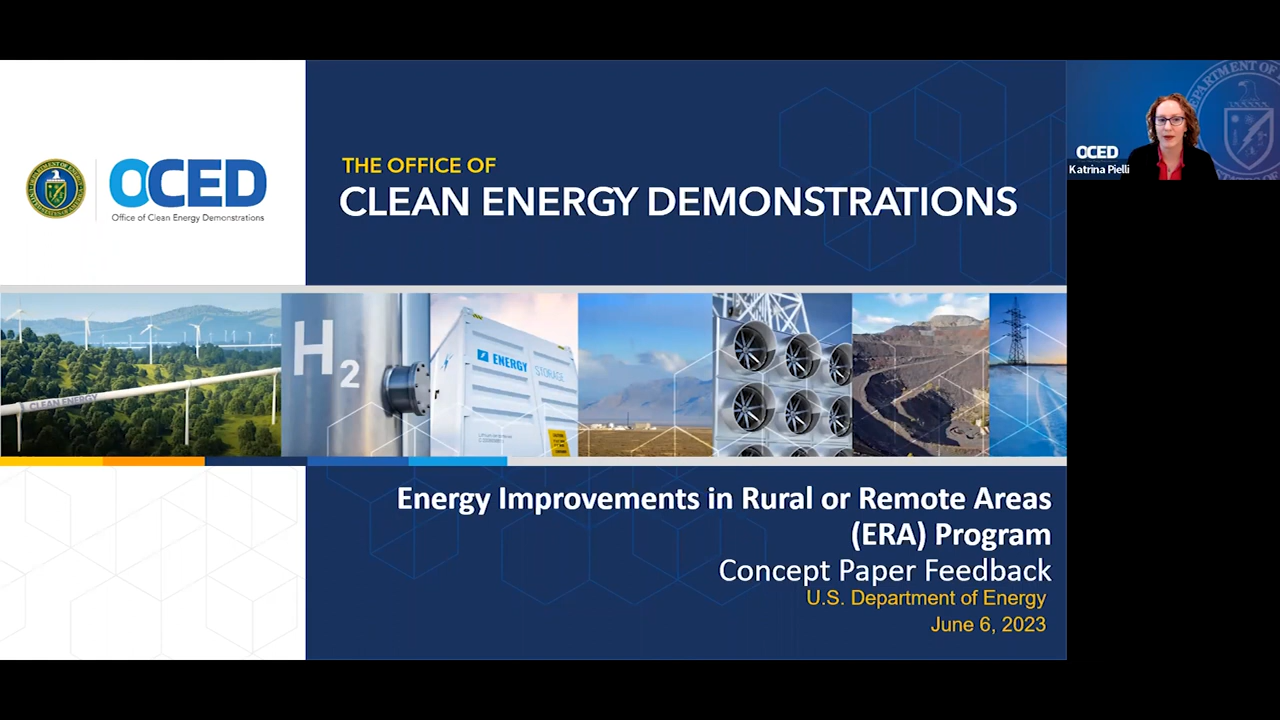 OCED
Office of Clean Energy Demonstrations
THE OFFICE OF
CLEAN ENERGY DEMONSTRATIONS
DEPARTMENT OF
OCED
Katrina Pielli
CLEAN ENERGY
H2
ENERGY
STORAGE
Energy Improvements in Rural or Remote Areas
(ERA) Program
Concept Paper Feedback
U.S. Department of Energy
June 6, 2023